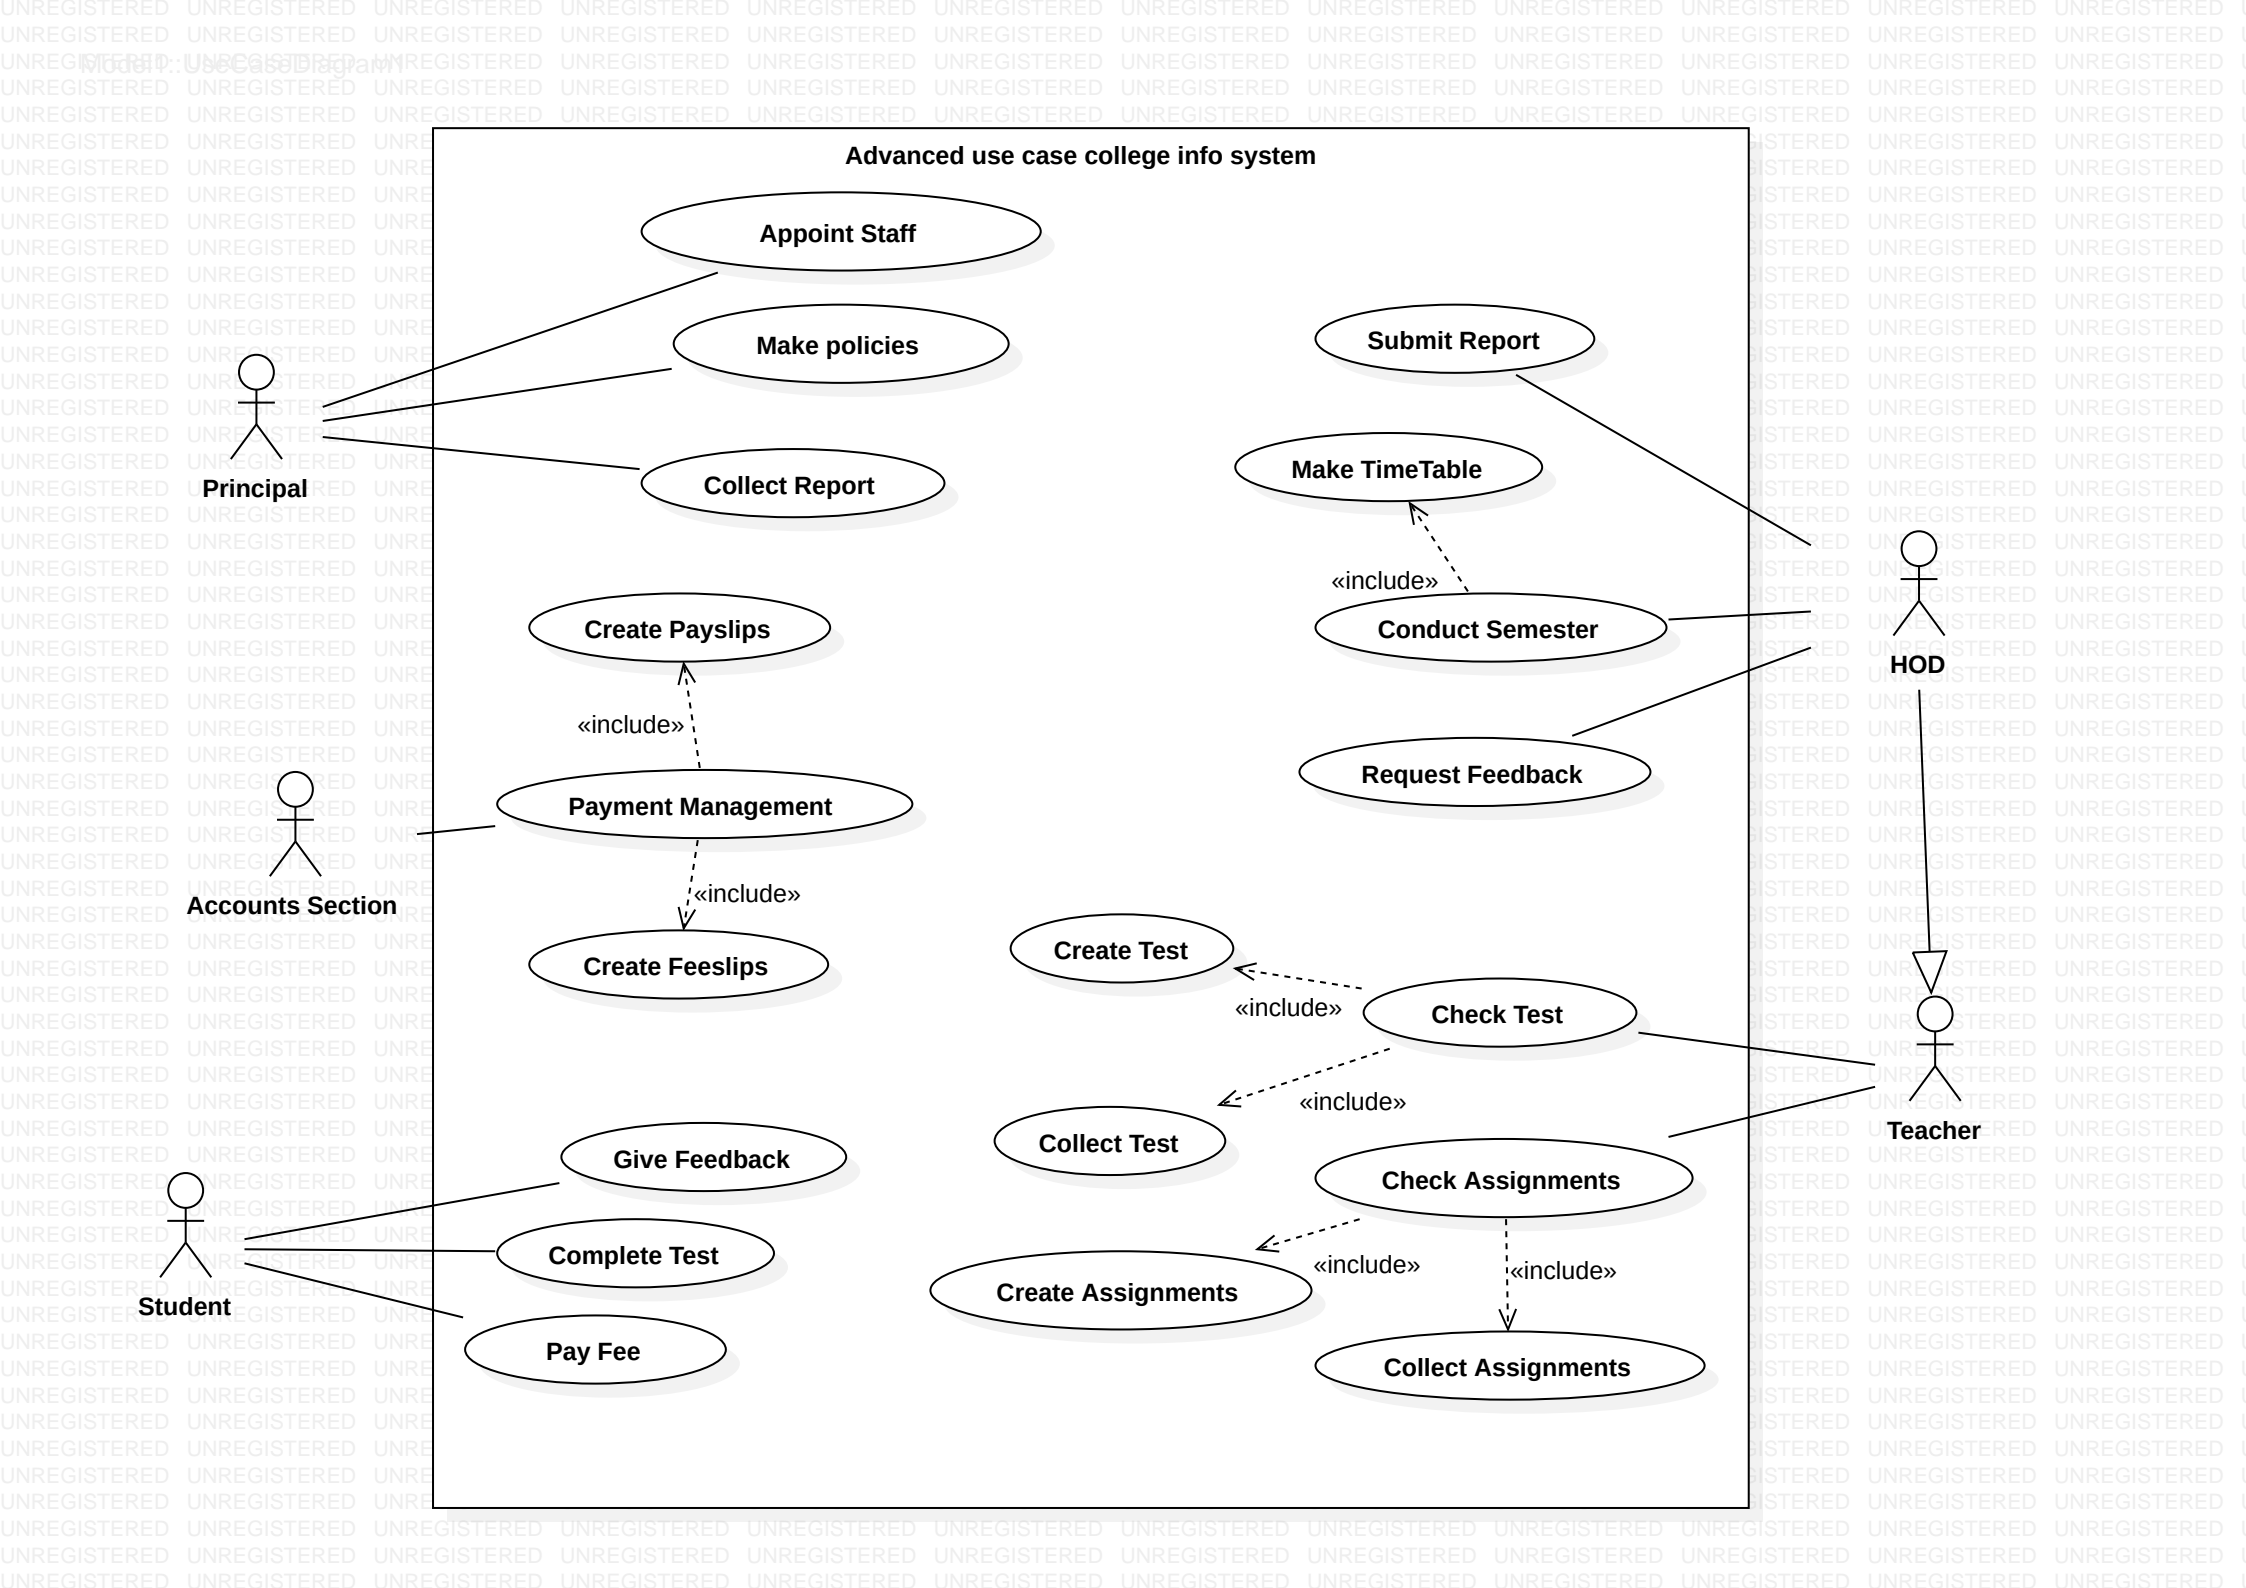 Model1::UseCaseDiagram1
Advanced use case college info system
Appoint Staff
Make policies
Submit Report
Make TimeTable
Collect Report
Principal
«include»
Create Payslips
Conduct Semester
HOD
«include»
Request Feedback
Payment Management
«include»
Accounts Section
Create Feeslips
Create Test
«include»
Check Test
«include»
Collect Test
Teacher
Give Feedback
Check Assignments
Complete Test
«include»
«include»
Create Assignments
Student
Pay Fee
Collect Assignments
UNREGISTERED